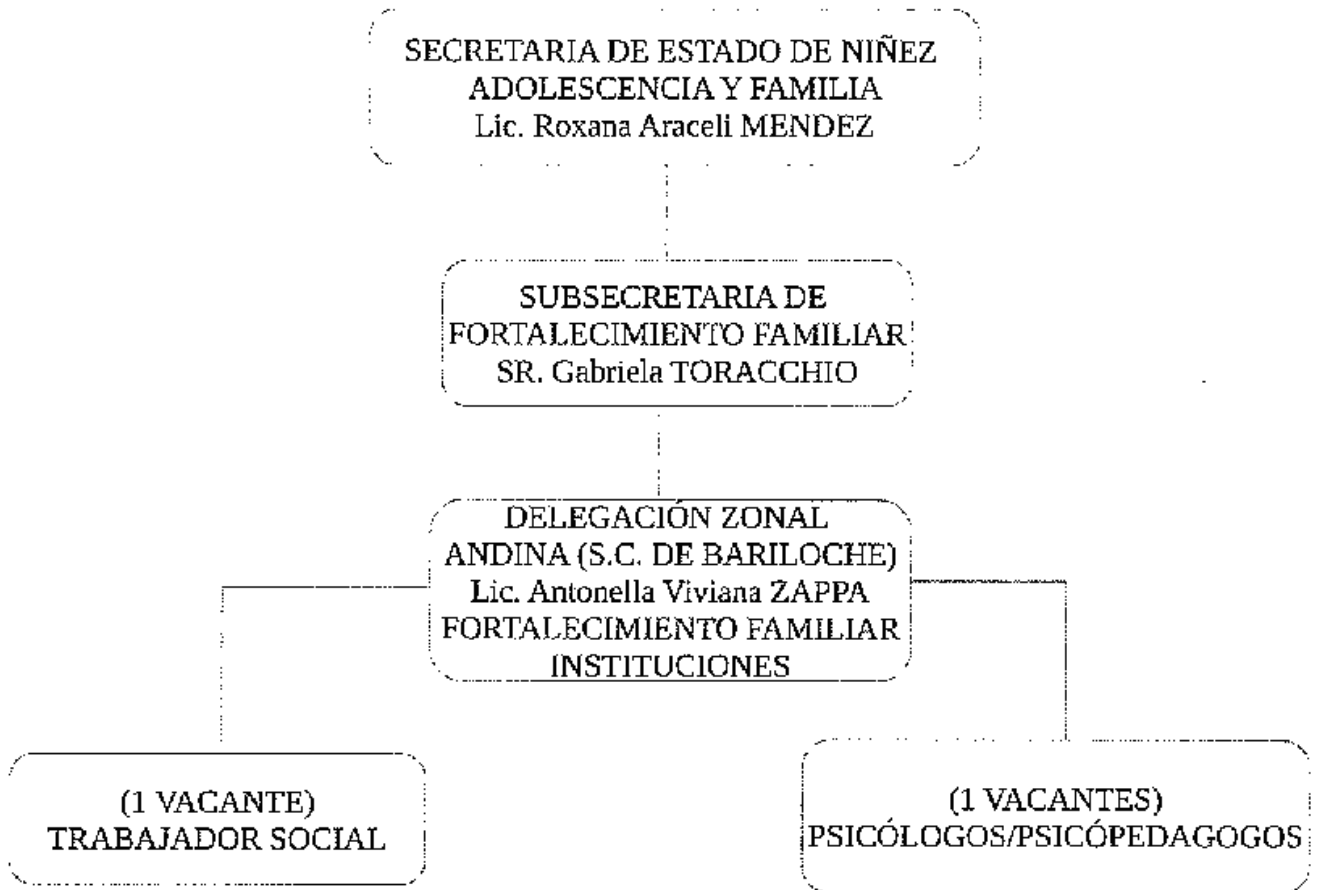 SECRETARIA DE ESTADO DE NIÑEZ
ADOLESCENCIA Y FAMILIA
Lic. Roxana Araceli MENDEZ
SUBSECRETARIA DE
FORTALECIMIENTO FAMILIAR
SR. Gabriela TORACCHIO
DELEGACIÓN ZONAL
ANDINA (S.C. DE BARILOCHE)
Lic. Antonella Viviana ZAPPA
FORTALECIMIENTO FAMILIAR
INSTITUCIONES
(1 VACANTE)
TRABAJADOR SOCIAL
(1 VACANTES)
PSICÓLOGOS/PSICÓPEDAGOGOS